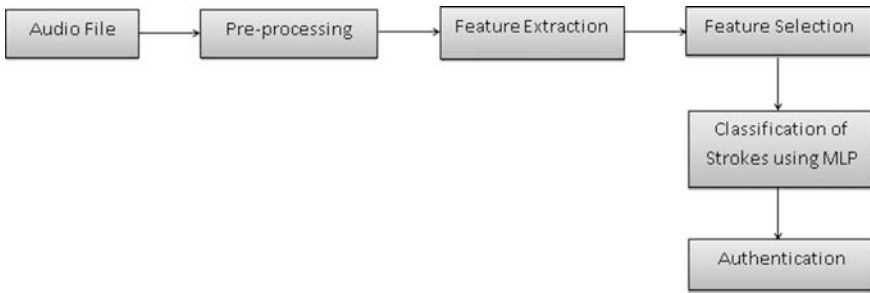 Audio File
Pre-processing
Feature Extraction
Feature Selection
Classification of
Strokes using MLP
Authentication